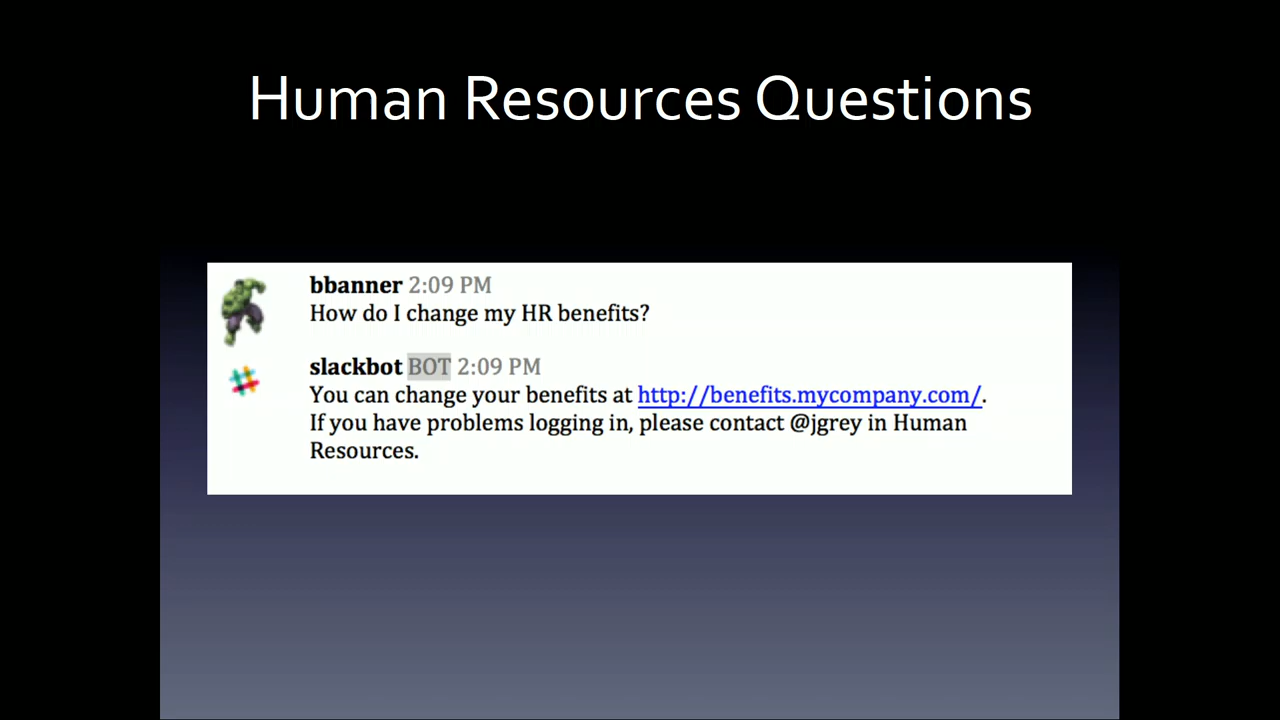 Human Resources Questions
bbanner 2:09 PM
How do I change my HR benefits?
slackbot BOT 2:09 PM
You can change your benefits at http://benefits.mycompany.com/.
If you have problems logging in, please contact @jgrey in Human
Resources.